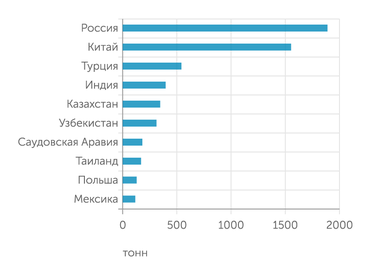 Россия
Китай
Турция
Индия
Казахстан
Узбекистан
Саудовская Аравия
Таиланд
Польша
Мексика
0 500 1000 1500 2000
тонн